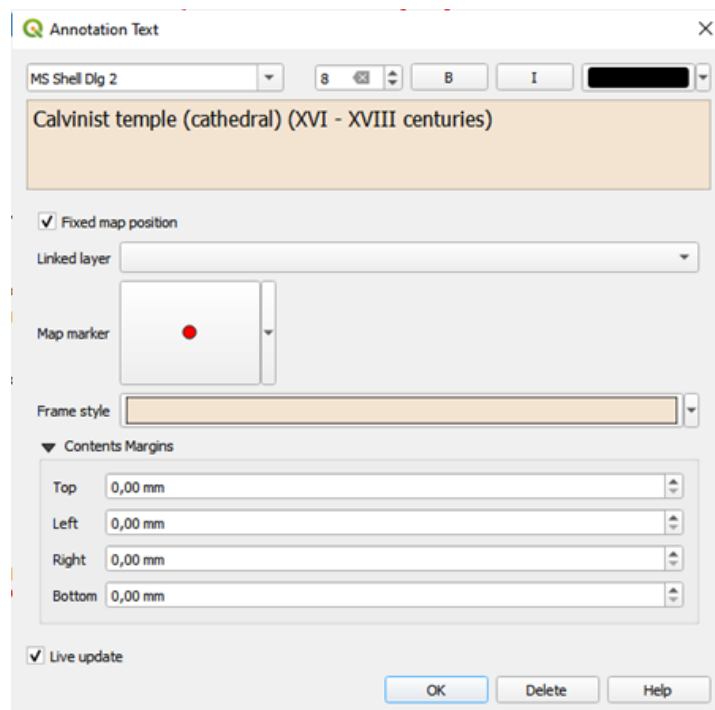 Annotation Text
MS Shell Dlg 2 8 B I
Calvinist temple (cathedral) (XVI - XVIII centuries)
Fixed map position
Linked layer
Map marker
Frame style
Contents Margins
Top 0,00 mm
Left 0,00 mm
Right 0,00 mm
Bottom 0,00 mm
Live update
OK Delete Help